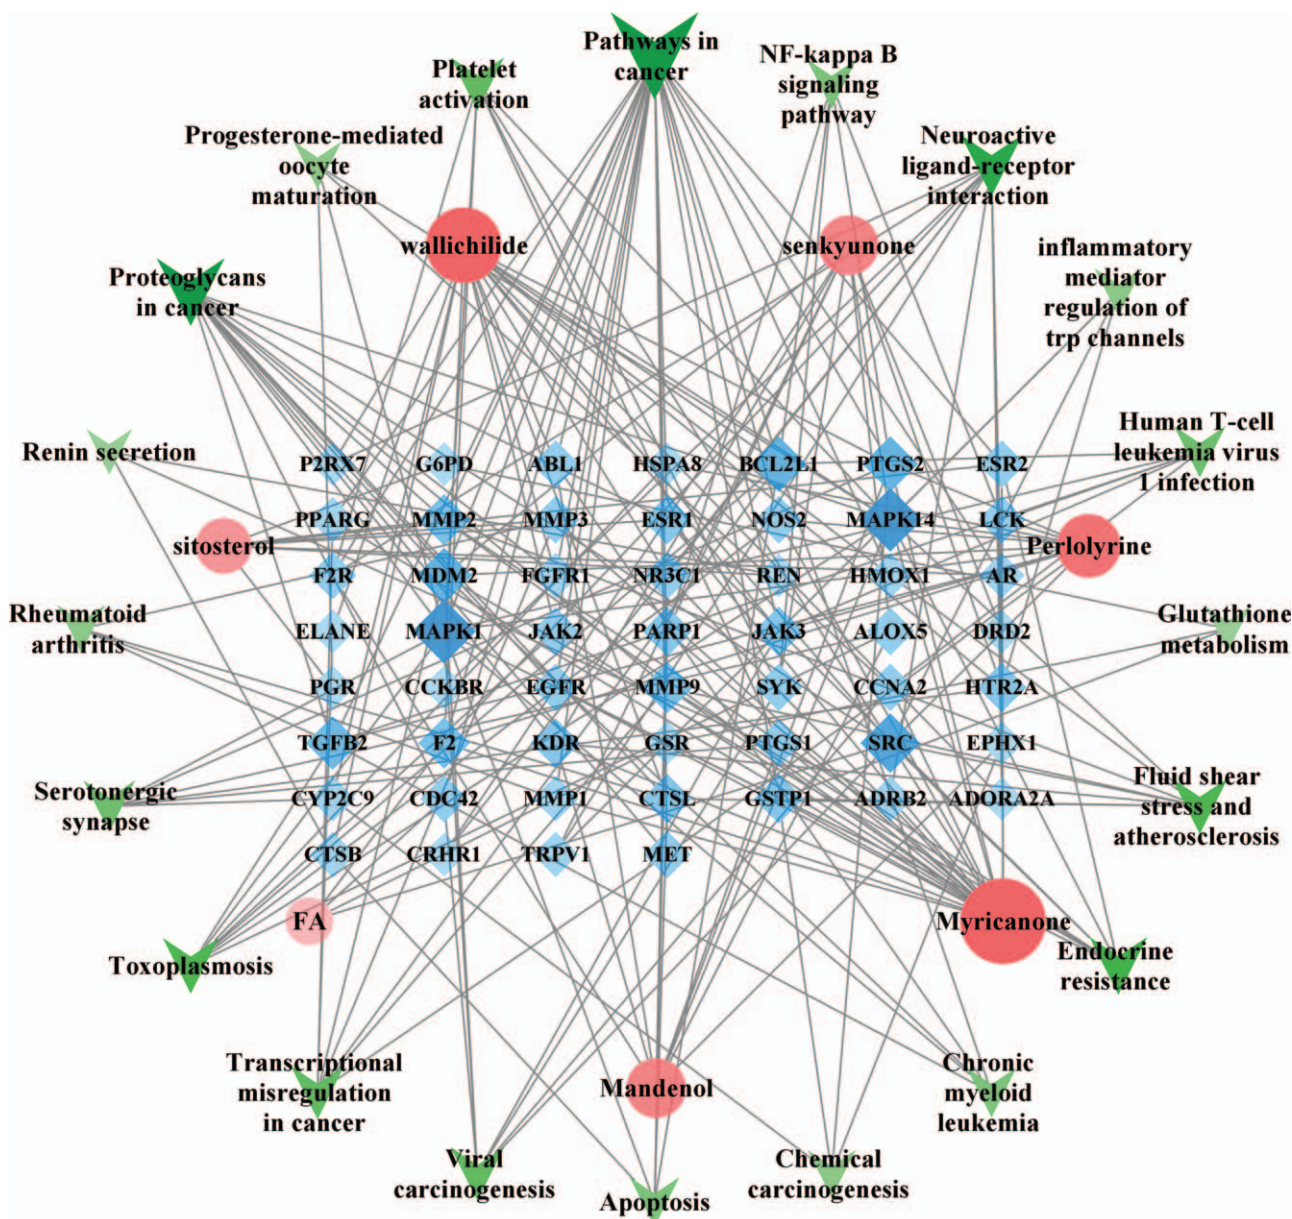 Pathways in
cancer
Platelet
activation
NF-kappa B
signaling
pathway
Progesterone-mediated
oocyte
maturation
Neuroactive
ligand-receptor
interaction
wallichilide
senkyunone
Proteoglycans
in cancer
inflammatory
mediator
regulation of
trp channels
Renin secretion
Human T-cell
leukemia virus
1 infection
P2RX7 G6PD ABL1 HSPA8 BCL2L1 PTGS2 ESR2
PPARG MMP2 MMP3 ESR1 NOS2 MAPK14 LCK
sitosterol
Perlolyrine
F2R MDM2 FGFR1 NR3C1 REN HMOX1 AR
Rheumatoid
arthritis
ELANE MAPK1 JAK2 PARP1 JAK3 ALOX5 DRD2
Glutathione
metabolism
PGR CCKBR EGFR MMP9 SYK CCNA2 HTR2A
TGFB2 F2 KDR GSR PTGS1 SRC EPHX1
Serotonergic
synapse
CYP2C9 CDC42 MMP1 CTSL GSTP1 ADRB2 ADORA2A
Fluid shear
stress and
atherosclerosis
CTSB CRHR1 TRPV1 MET
FA
Myricanone
Toxoplasmosis
Endocrine
resistance
Transcriptional
misregulation
in cancer
Mandenol
Chronic
myeloid
leukemia
Viral
carcinogenesis
Apoptosis
Chemical
carcinogenesis